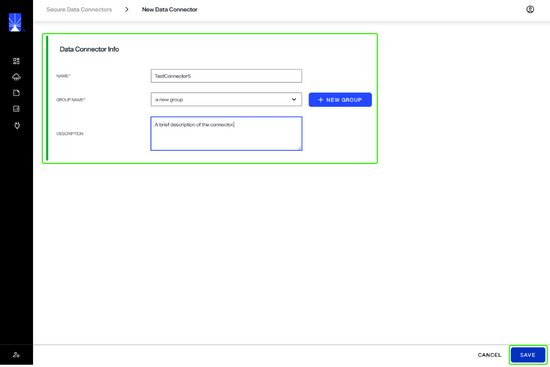 Secure Data Connectors > New Data Connector
Data Connector Info
NAME* TestConnector5
GROUP NAME* a new group + NEW GROUP
DESCRIPTION A brief description of the connector.
CANCEL SAVE